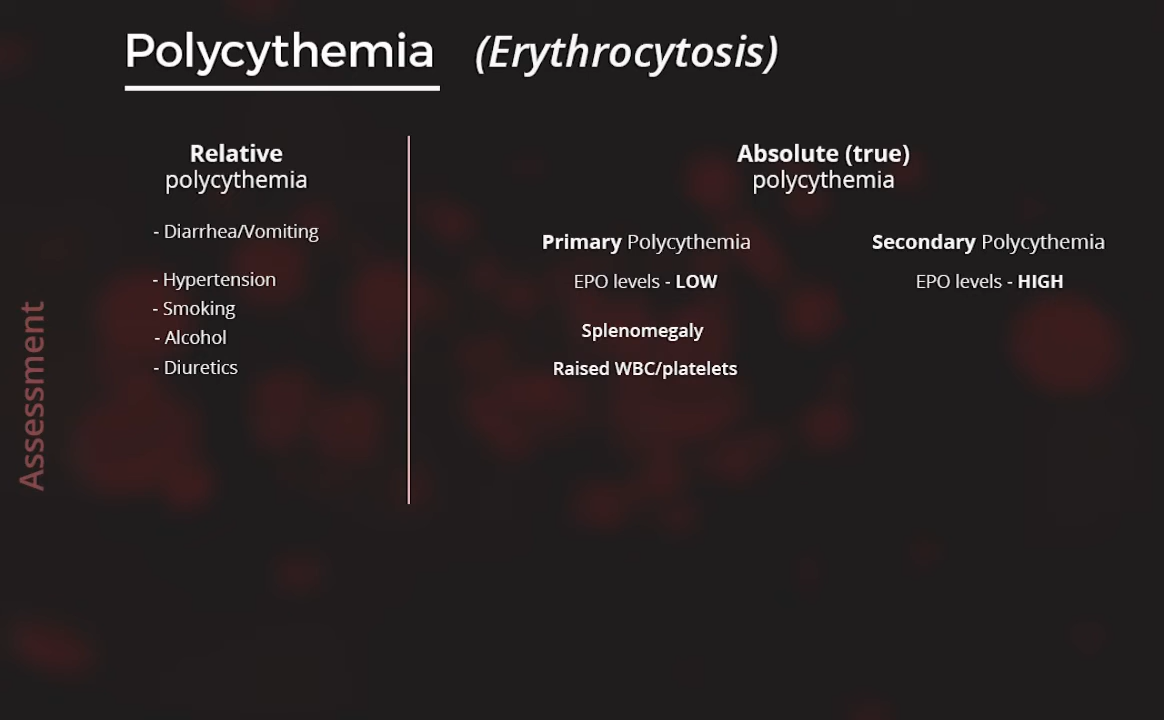 Polycythemia (Erythrocytosis)
Relative
polycythemia
- Diarrhea/Vomiting
- Hypertension
- Smoking
- Alcohol
- Diuretics
Absolute (true)
polycythemia
Primary Polycythemia
EPO levels - LOW
Splenomegaly
Raised WBC/platelets
Secondary Polycythemia
EPO levels - HIGH
Assessment